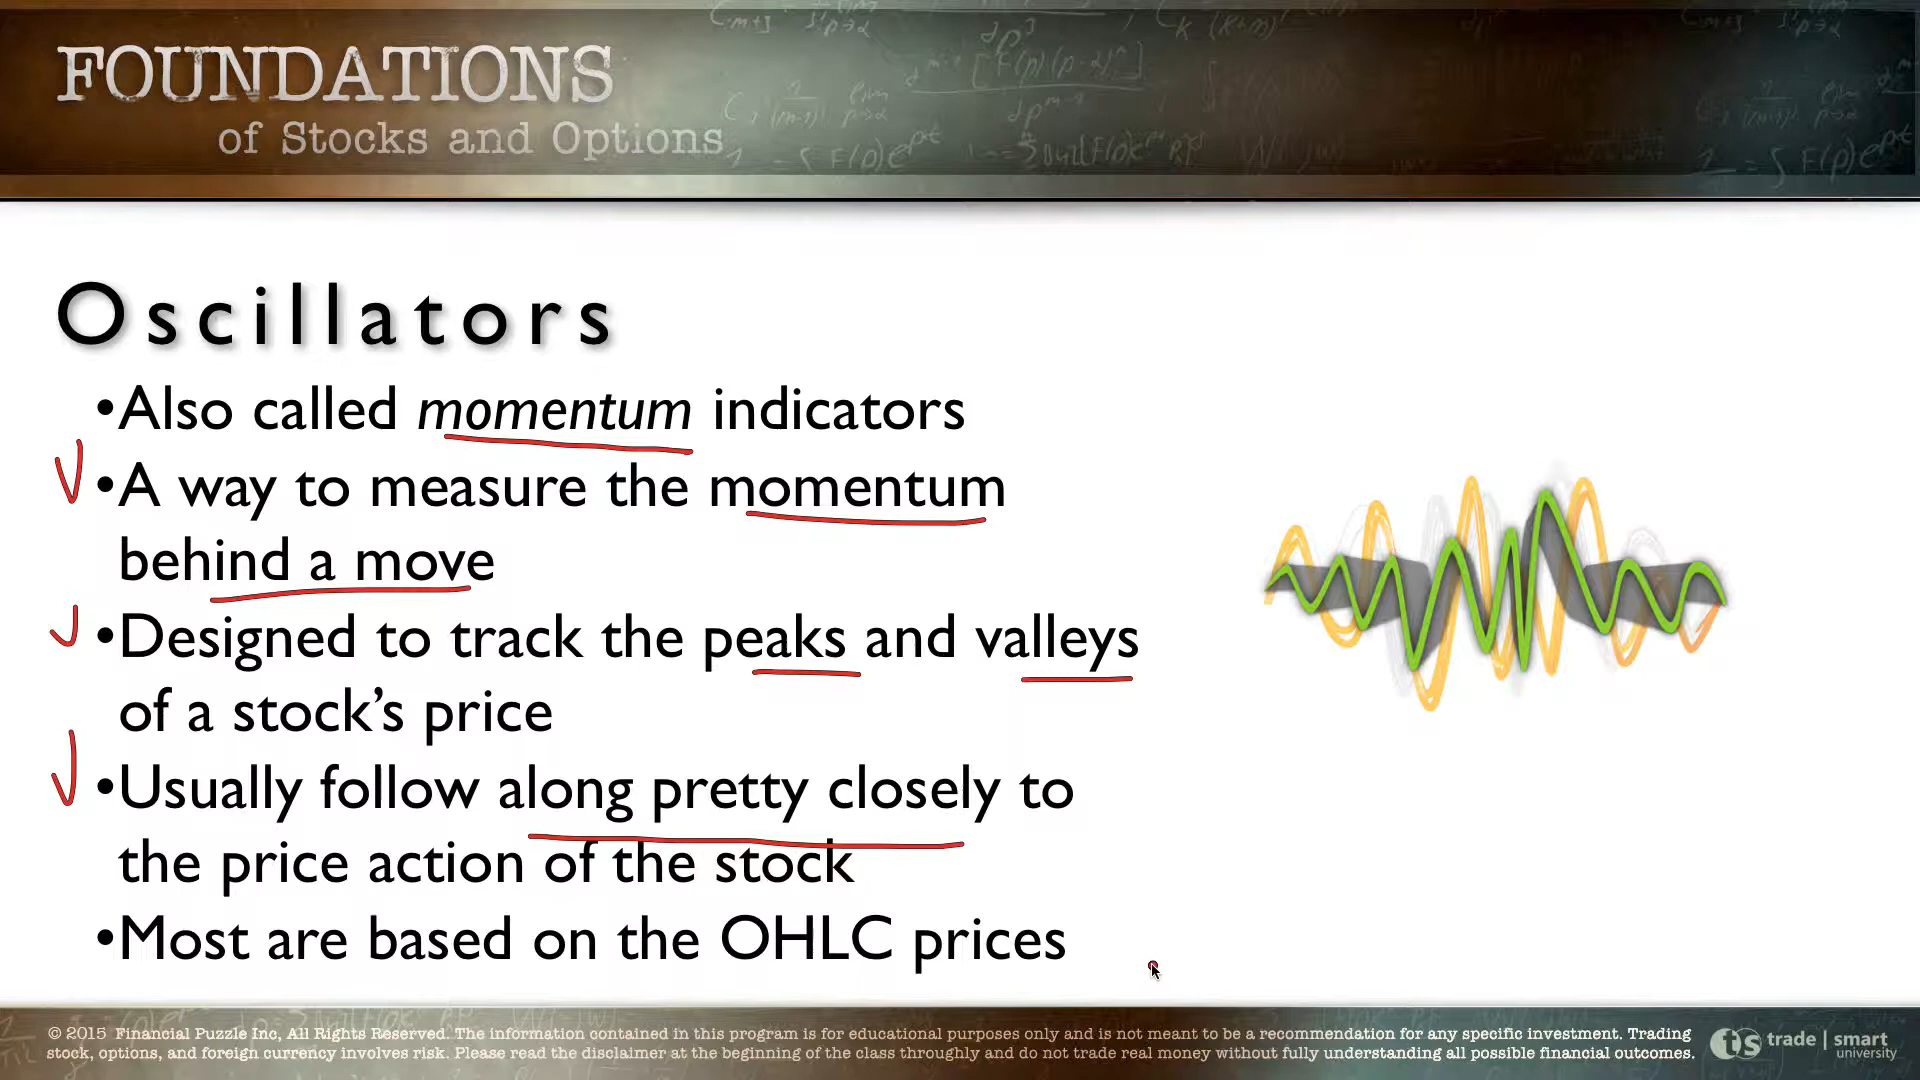 FOUNDATIONS
of Stocks and Options
Oscillators
•Also called momentum indicators
•A way to measure the momentum
behind a move
•Designed to track the peaks and valleys
of a stock’s price
•Usually follow along pretty closely to
the price action of the stock
•Most are based on the OHLC prices
© 2015 Financial Puzzle Inc, All Rights Reserved. The information contained in this program is for educational purposes only and is not meant to be a recommendation for any specific investment. Trading
stock, options, and foreign currency involves risk. Please read the disclaimer at the beginning of the class throughly and do not trade real money without fully understanding all possible financial outcomes.
ts trade | smart
university